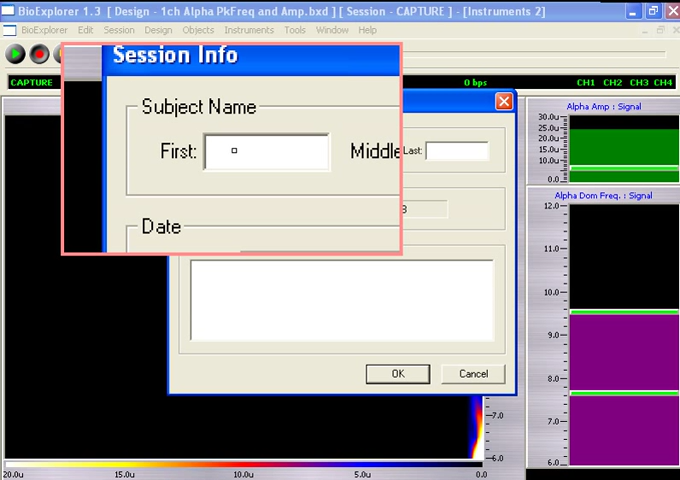 BioExplorer 1.3 [ Design - 1ch Alpha PkFreq and Amp.bxd ] [ Session - CAPTURE ] - [Instruments 2]
BioExplorer Edit Session Design Objects Instruments Tools Window Help
CAPTURE 0 bps CH1 CH2 CH3 CH4
Session Info
Subject Name
First: Middle Last:
Date
OK Cancel
Alpha Amp : Signal
30.0u
25.0u
20.0u
15.0u
10.0u
0.0
Alpha Dom Freq. : Signal
12.0
11.0
10.0
9.0
8.0
7.0
6.0
-7.0
-6.0
20.0u 15.0u 10.0u 5.0u 0.0